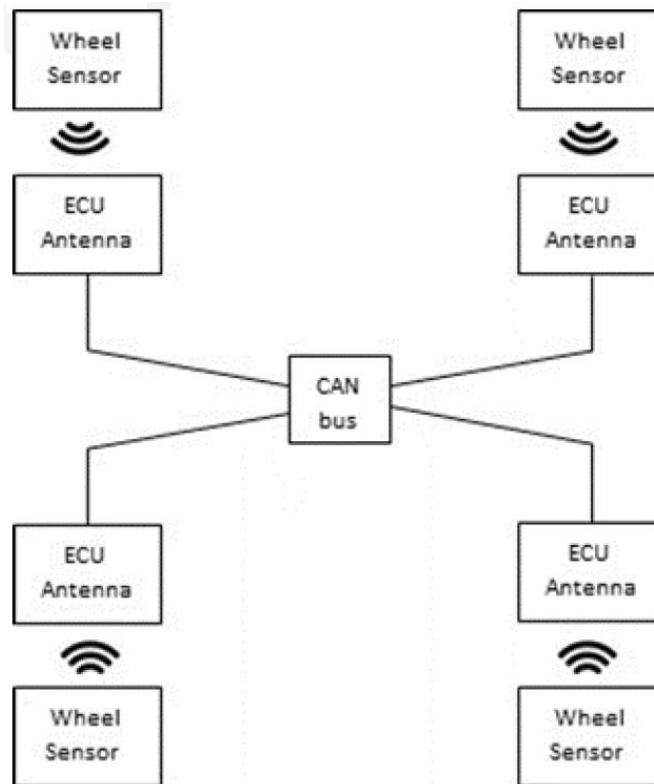 Wheel
Sensor
Wheel
Sensor
ECU
Antenna
ECU
Antenna
CAN
bus
ECU
Antenna
ECU
Antenna
Wheel
Sensor
Wheel
Sensor